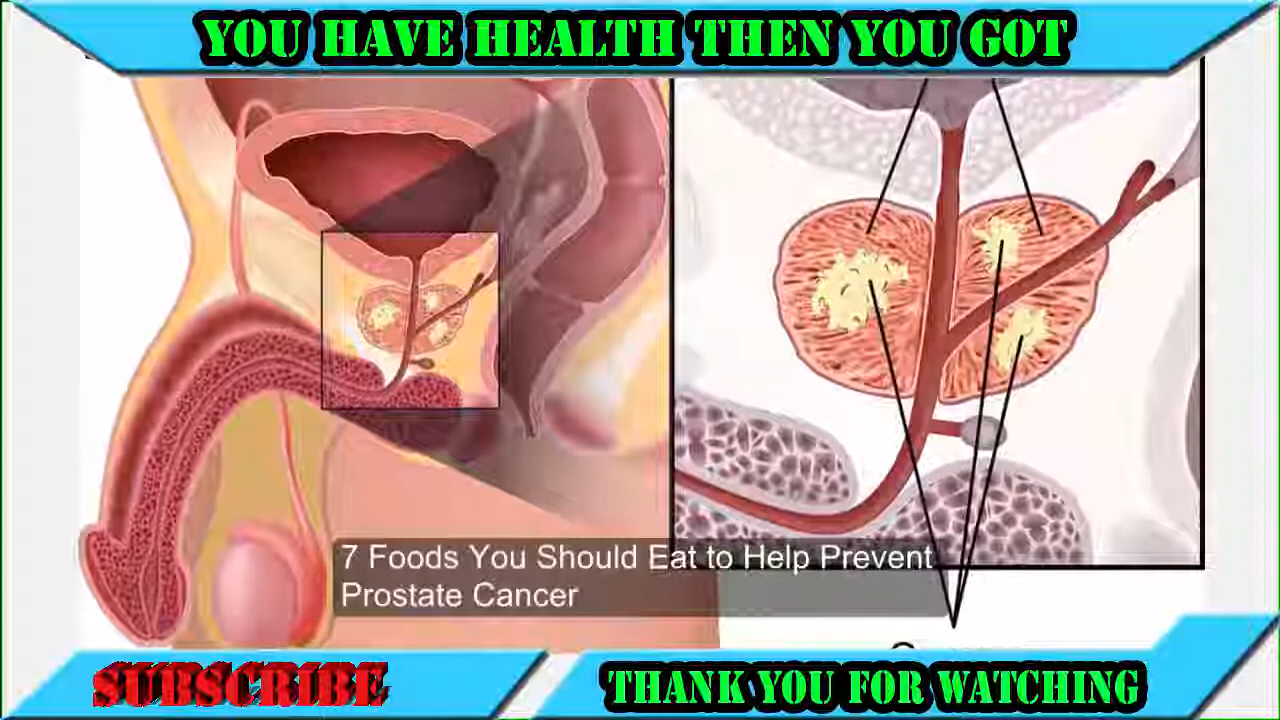 YOU HAVE HEALTH THEN YOU GOT
7 Foods You Should Eat to Help Prevent
Prostate Cancer
SUBSCRIBE
THANK YOU FOR WATCHING